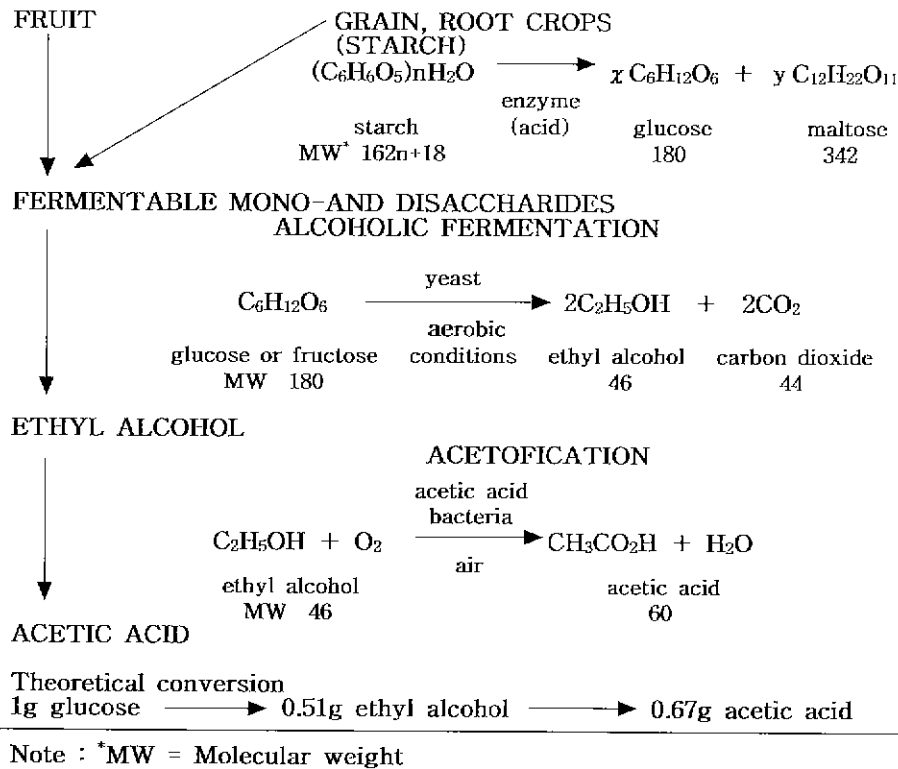 FRUIT
GRAIN, ROOT CROPS
(STARCH)
(C₆H₆O₅)nH₂O χ C₆H₁₂O₆ + y C₁₂H₂₂O₁₁
enzyme
(acid)
starch glucose maltose
MW* 162n+18 180 342
FERMENTABLE MONO-AND DISACCHARIDES
ALCOHOLIC FERMENTATION
yeast
C₆H₁₂O₆ 2C₂H₅OH + 2CO₂
aerobic
conditions
glucose or fructose ethyl alcohol carbon dioxide
MW 180 46 44
ETHYL ALCOHOL
ACETOFICATION
acetic acid
bacteria
C₂H₅OH + O₂ CH₃CO₂H + H₂O
air
ethyl alcohol acetic acid
MW 46 60
ACETIC ACID
Theoretical conversion
1g glucose 0.51g ethyl alcohol 0.67g acetic acid
Note : *MW = Molecular weight